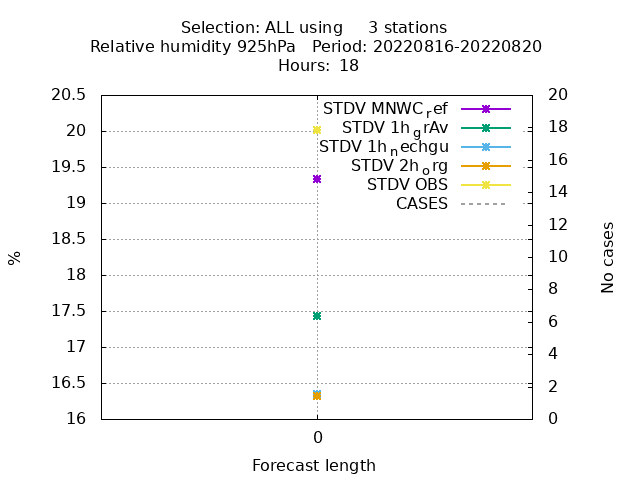 Selection: ALL using 3 stations
Relative humidity 925hPa Period: 20220816-20220820
Hours: 18
20.5
20
19.5
19
18.5
18
17.5
17
16.5
16
%
STDV MNWC_ref
STDV 1h_grAv
STDV 1h_nechgu
STDV 2h_org
STDV OBS
CASES
20
18
16
14
12
10
8
6
4
2
0
No cases
0
Forecast length